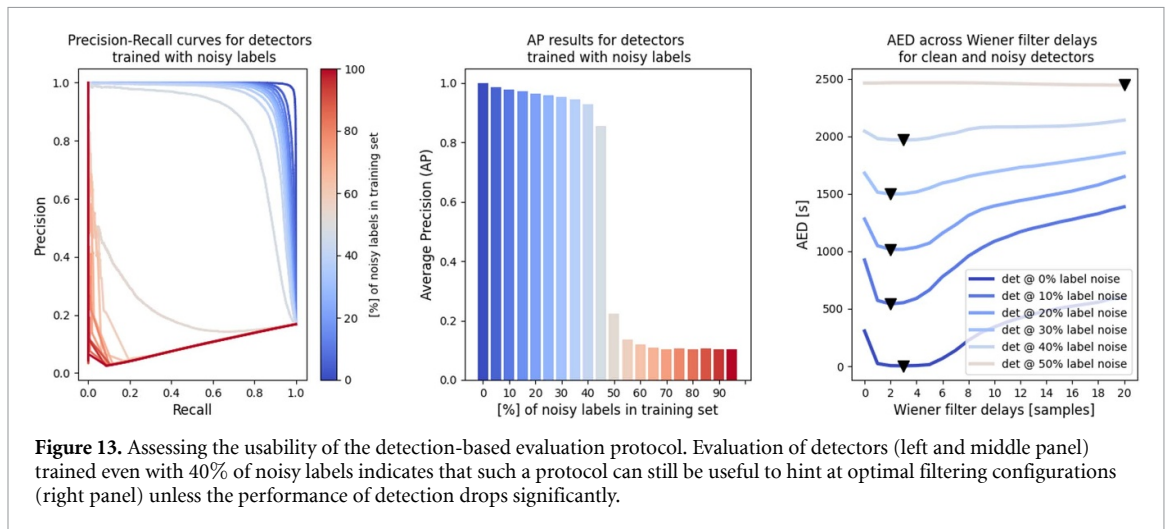 Precision-Recall curves for detectors
trained with noisy labels
1.0
0.8
0.6
0.4
0.2
0.0
Precision
0.0 0.2 0.4 0.6 0.8 1.0
Recall
100
80
60
40
20
0
[%] of noisy labels in training set
AP results for detectors
trained with noisy labels
1.0
0.8
0.6
0.4
0.2
0.0
Average Precision (AP)
0 10 20 30 40 50 60 70 80 90
[%] of noisy labels in training set
AED across Wiener filter delays
for clean and noisy detectors
2500
2000
1500
1000
500
0
AED [s]
det @ 0% label noise
det @ 10% label noise
det @ 20% label noise
det @ 30% label noise
det @ 40% label noise
det @ 50% label noise
0 2 4 6 8 10 12 14 16 18 20
Wiener filter delays [samples]
Figure 13. Assessing the usability of the detection-based evaluation protocol. Evaluation of detectors (left and middle panel)
trained even with 40% of noisy labels indicates that such a protocol can still be useful to hint at optimal filtering configurations
(right panel) unless the performance of detection drops significantly.